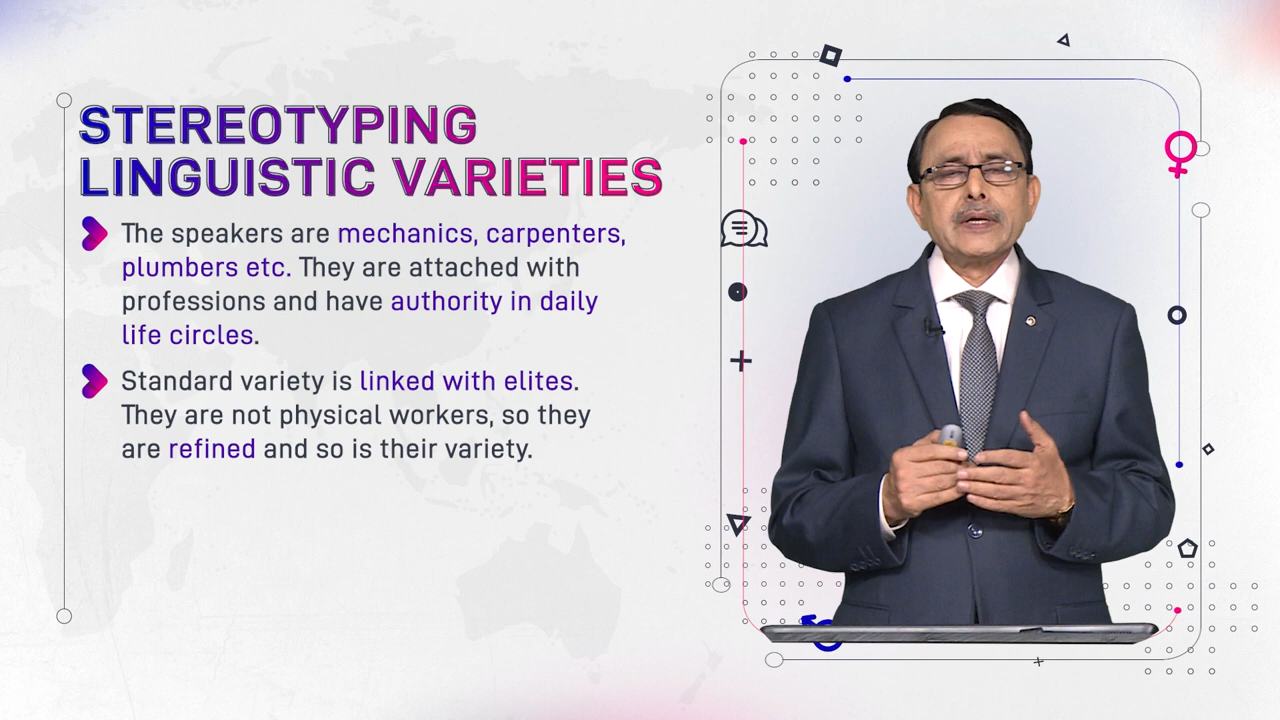 STEREOTYPING
LINGUISTIC VARIETIES
The speakers are mechanics, carpenters,
plumbers etc. They are attached with
professions and have authority in daily
life circles.
Standard variety is linked with elites.
They are not physical workers, so they
are refined and so is their variety.